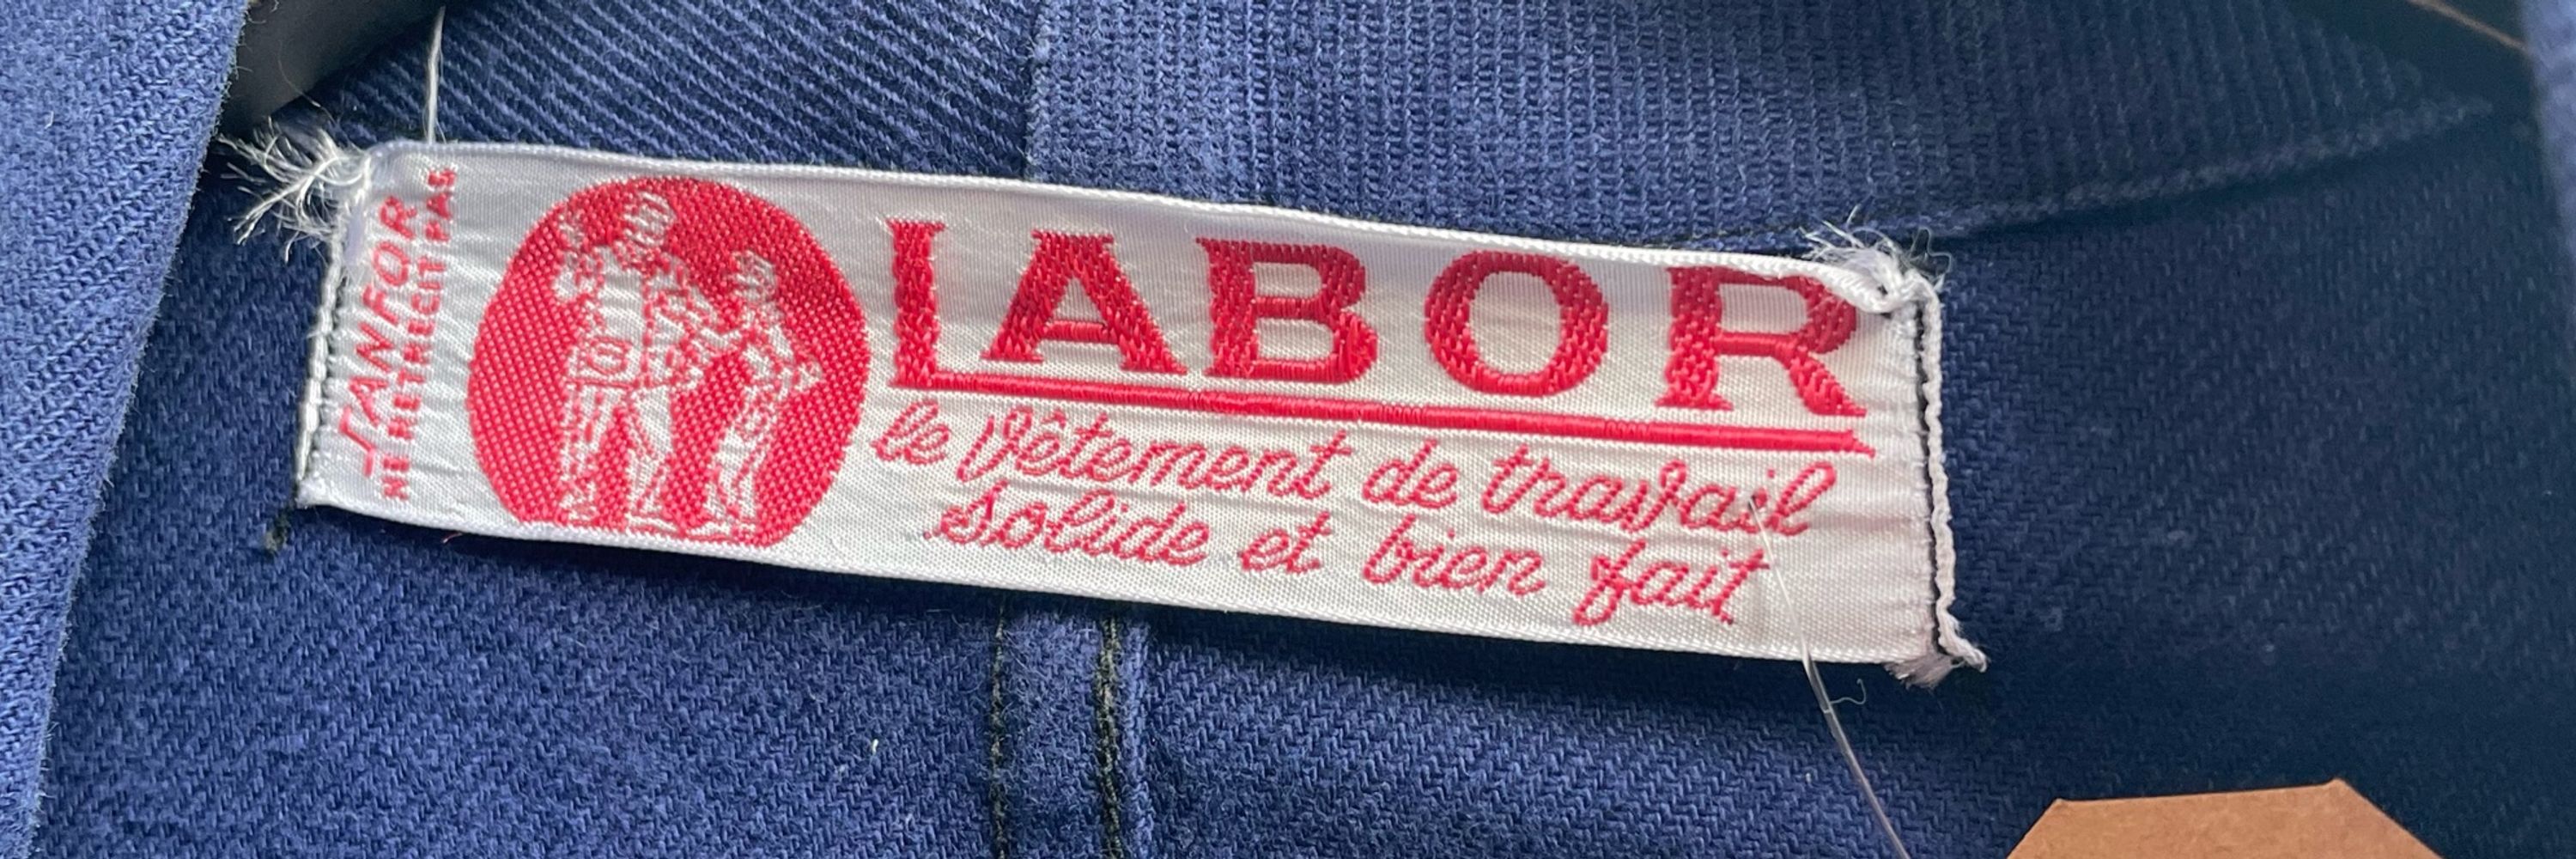 SANFOR
NE RETRECIT PAS
LABOR
le Vêtement de travail
solide et bien fait